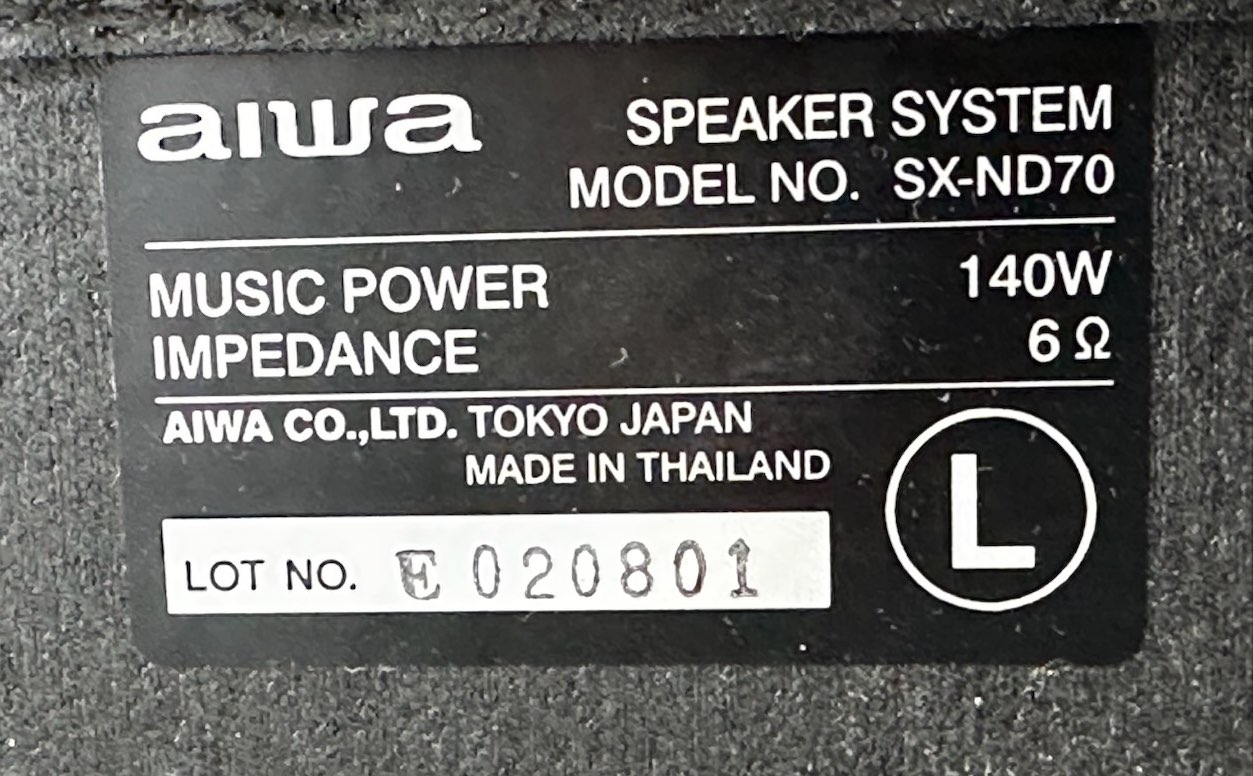 aiwa
SPEAKER SYSTEM
MODEL NO. SX-ND70
MUSIC POWER 140W
IMPEDANCE 6 Ω
AIWA CO.,LTD. TOKYO JAPAN
MADE IN THAILAND
L
LOT NO. E020801